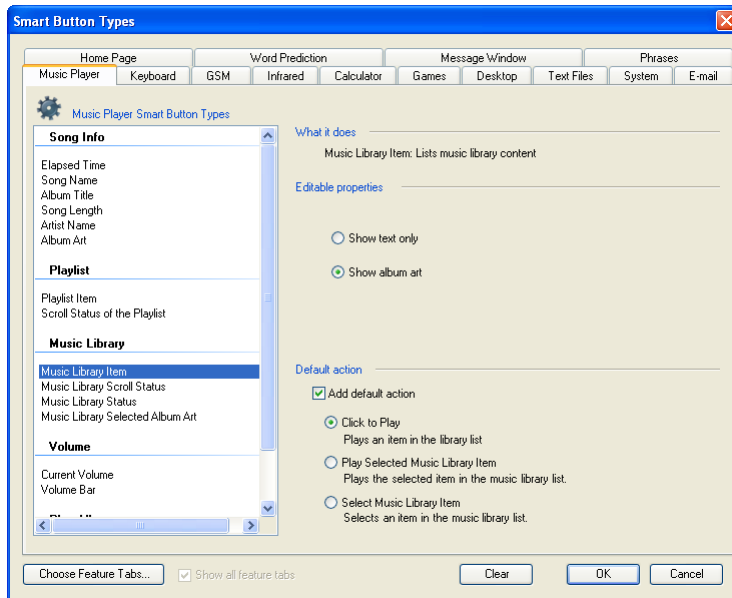 Smart Button Types
Home Page
Word Prediction
Message Window
Phrases
Music Player
Keyboard
GSM
Infrared
Calculator
Games
Desktop
Text Files
System
E-mail
Music Player Smart Button Types
Song Info
Elapsed Time
Song Name
Album Title
Song Length
Artist Name
Album Art
Playlist
Playlist Item
Scroll Status of the Playlist
Music Library
Music Library Item
Music Library Scroll Status
Music Library Status
Music Library Selected Album Art
Volume
Current Volume
Volume Bar
What it does
Music Library Item: Lists music library content
Editable properties
Show text only
Show album art
Default action
Add default action
Click to Play
Plays an item in the library list
Play Selected Music Library Item
Plays the selected item in the music library list.
Select Music Library Item
Selects an item in the music library list.
Choose Feature Tabs...
Show all feature tabs
Clear
OK
Cancel